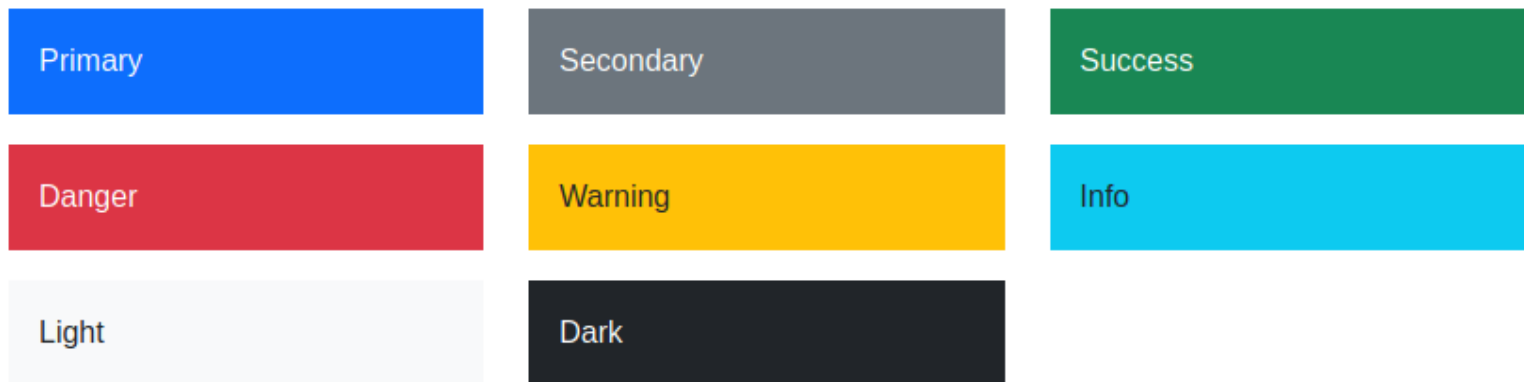 Primary
Secondary
Success
Danger
Warning
Info
Light
Dark